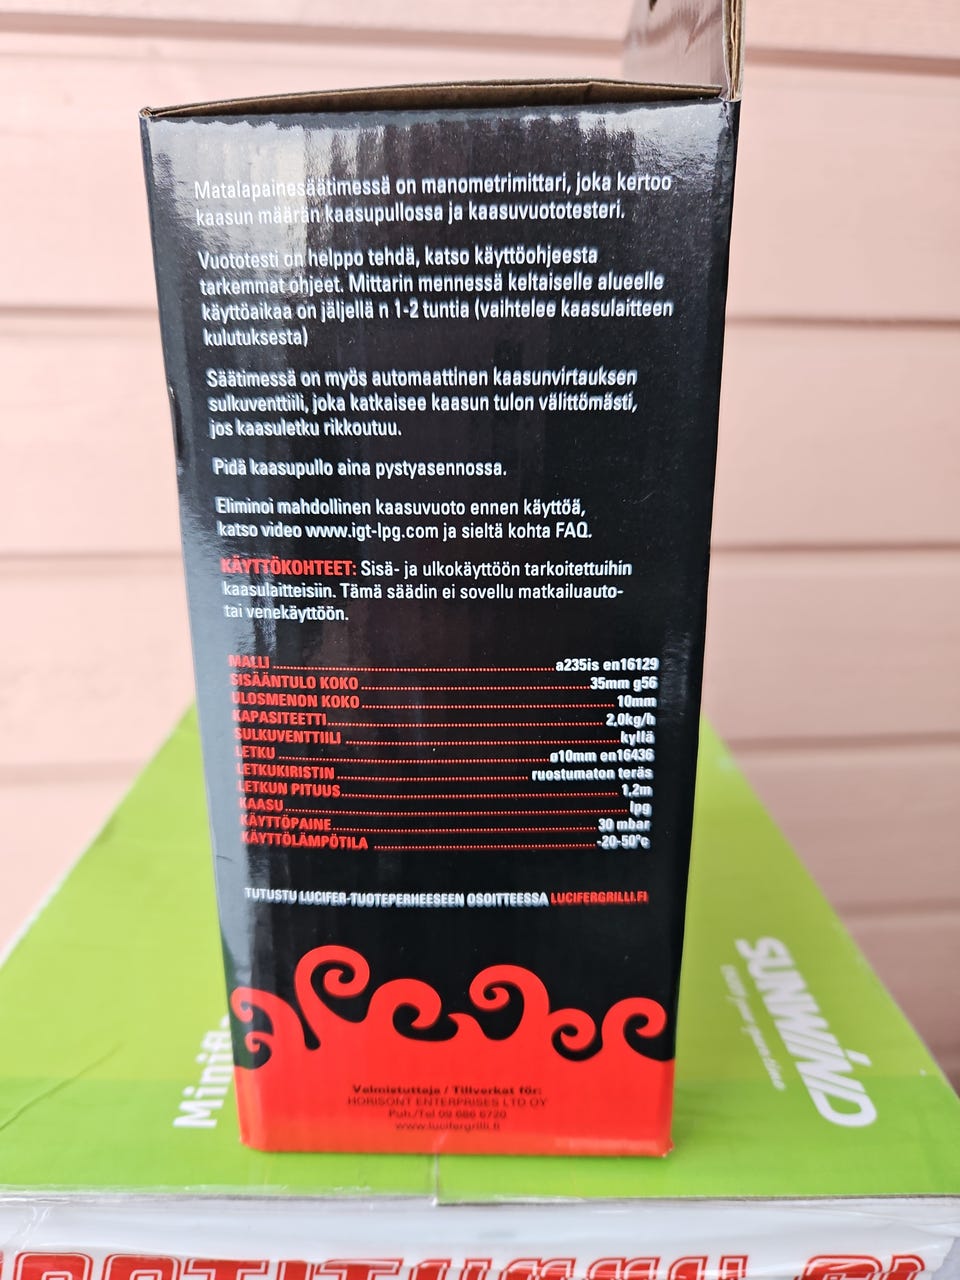 Matalapainesäätimessä on manometrimittari, joka kertoo
kaasun määrän kaasupullossa ja kaasuvuototesteri.
Vuototesti on helppo tehdä, katso käyttöohjeesta
tarkemmat ohjeet. Mittarin mennessä keltaiselle alueelle
käyttöaikaa on jäljellä n 1-2 tuntia (vaihtelee kaasulaitteen
kulutuksesta)
Säätimessä on myös automaattinen kaasunvirtauksen
sulkuventtiili, joka katkaisee kaasun tulon välittömästi,
jos kaasuletku rikkoutuu.
Pidä kaasupullo aina pystyasennossa.
Eliminoi mahdollinen kaasuvuoto ennen käyttöä,
katso video www.igt-lpg.com ja sieltä kohta FAQ.
KÄYTTÖKOHTEET: Sisä- ja ulkokäyttöön tarkoitettuihin
kaasulaitteisiin. Tämä säädin ei sovellu matkailuauto-
tai venekäyttöön.
MALLI a235is en16129
SISÄÄNTULO KOKO 35mm g56
ULOSMENON KOKO 10mm
KAPASITEETTI 2,0kg/h
SULKUVENTTIILI kyllä
LETKU ø10mm en16436
LETKUKIRISTIN ruostumaton teräs
LETKUN PITUUS 1,2m
KAASU lpg
KÄYTTÖPAINE 30 mbar
KÄYTTÖLÄMPÖTILA -20-50°c
TUTUSTU LUCIFER-TUOTEPERHEESEEN OSOITTEESSA LUCIFERGRILLI.FI
Valmistuttaja / Tillverkat för:
HORISONT ENTERPRISES LTD OY
Puh./Tel 09 686 6720
www.lucifergrilli.fi
SUNWIND